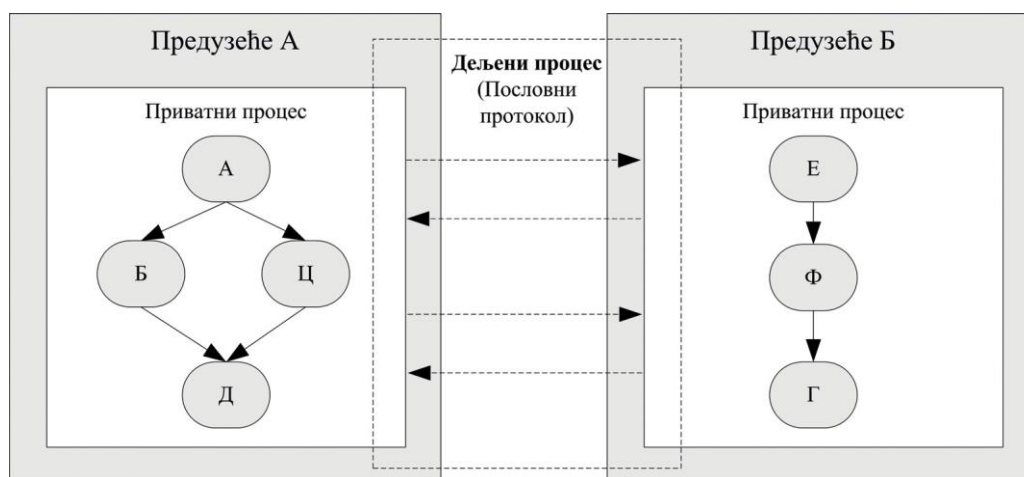 Предузеће А
Предузеће Б
Дељени процес
(Пословни
протокол)
Приватни процес
Приватни процес
А
Е
Б
Ц
Ф
Д
Г